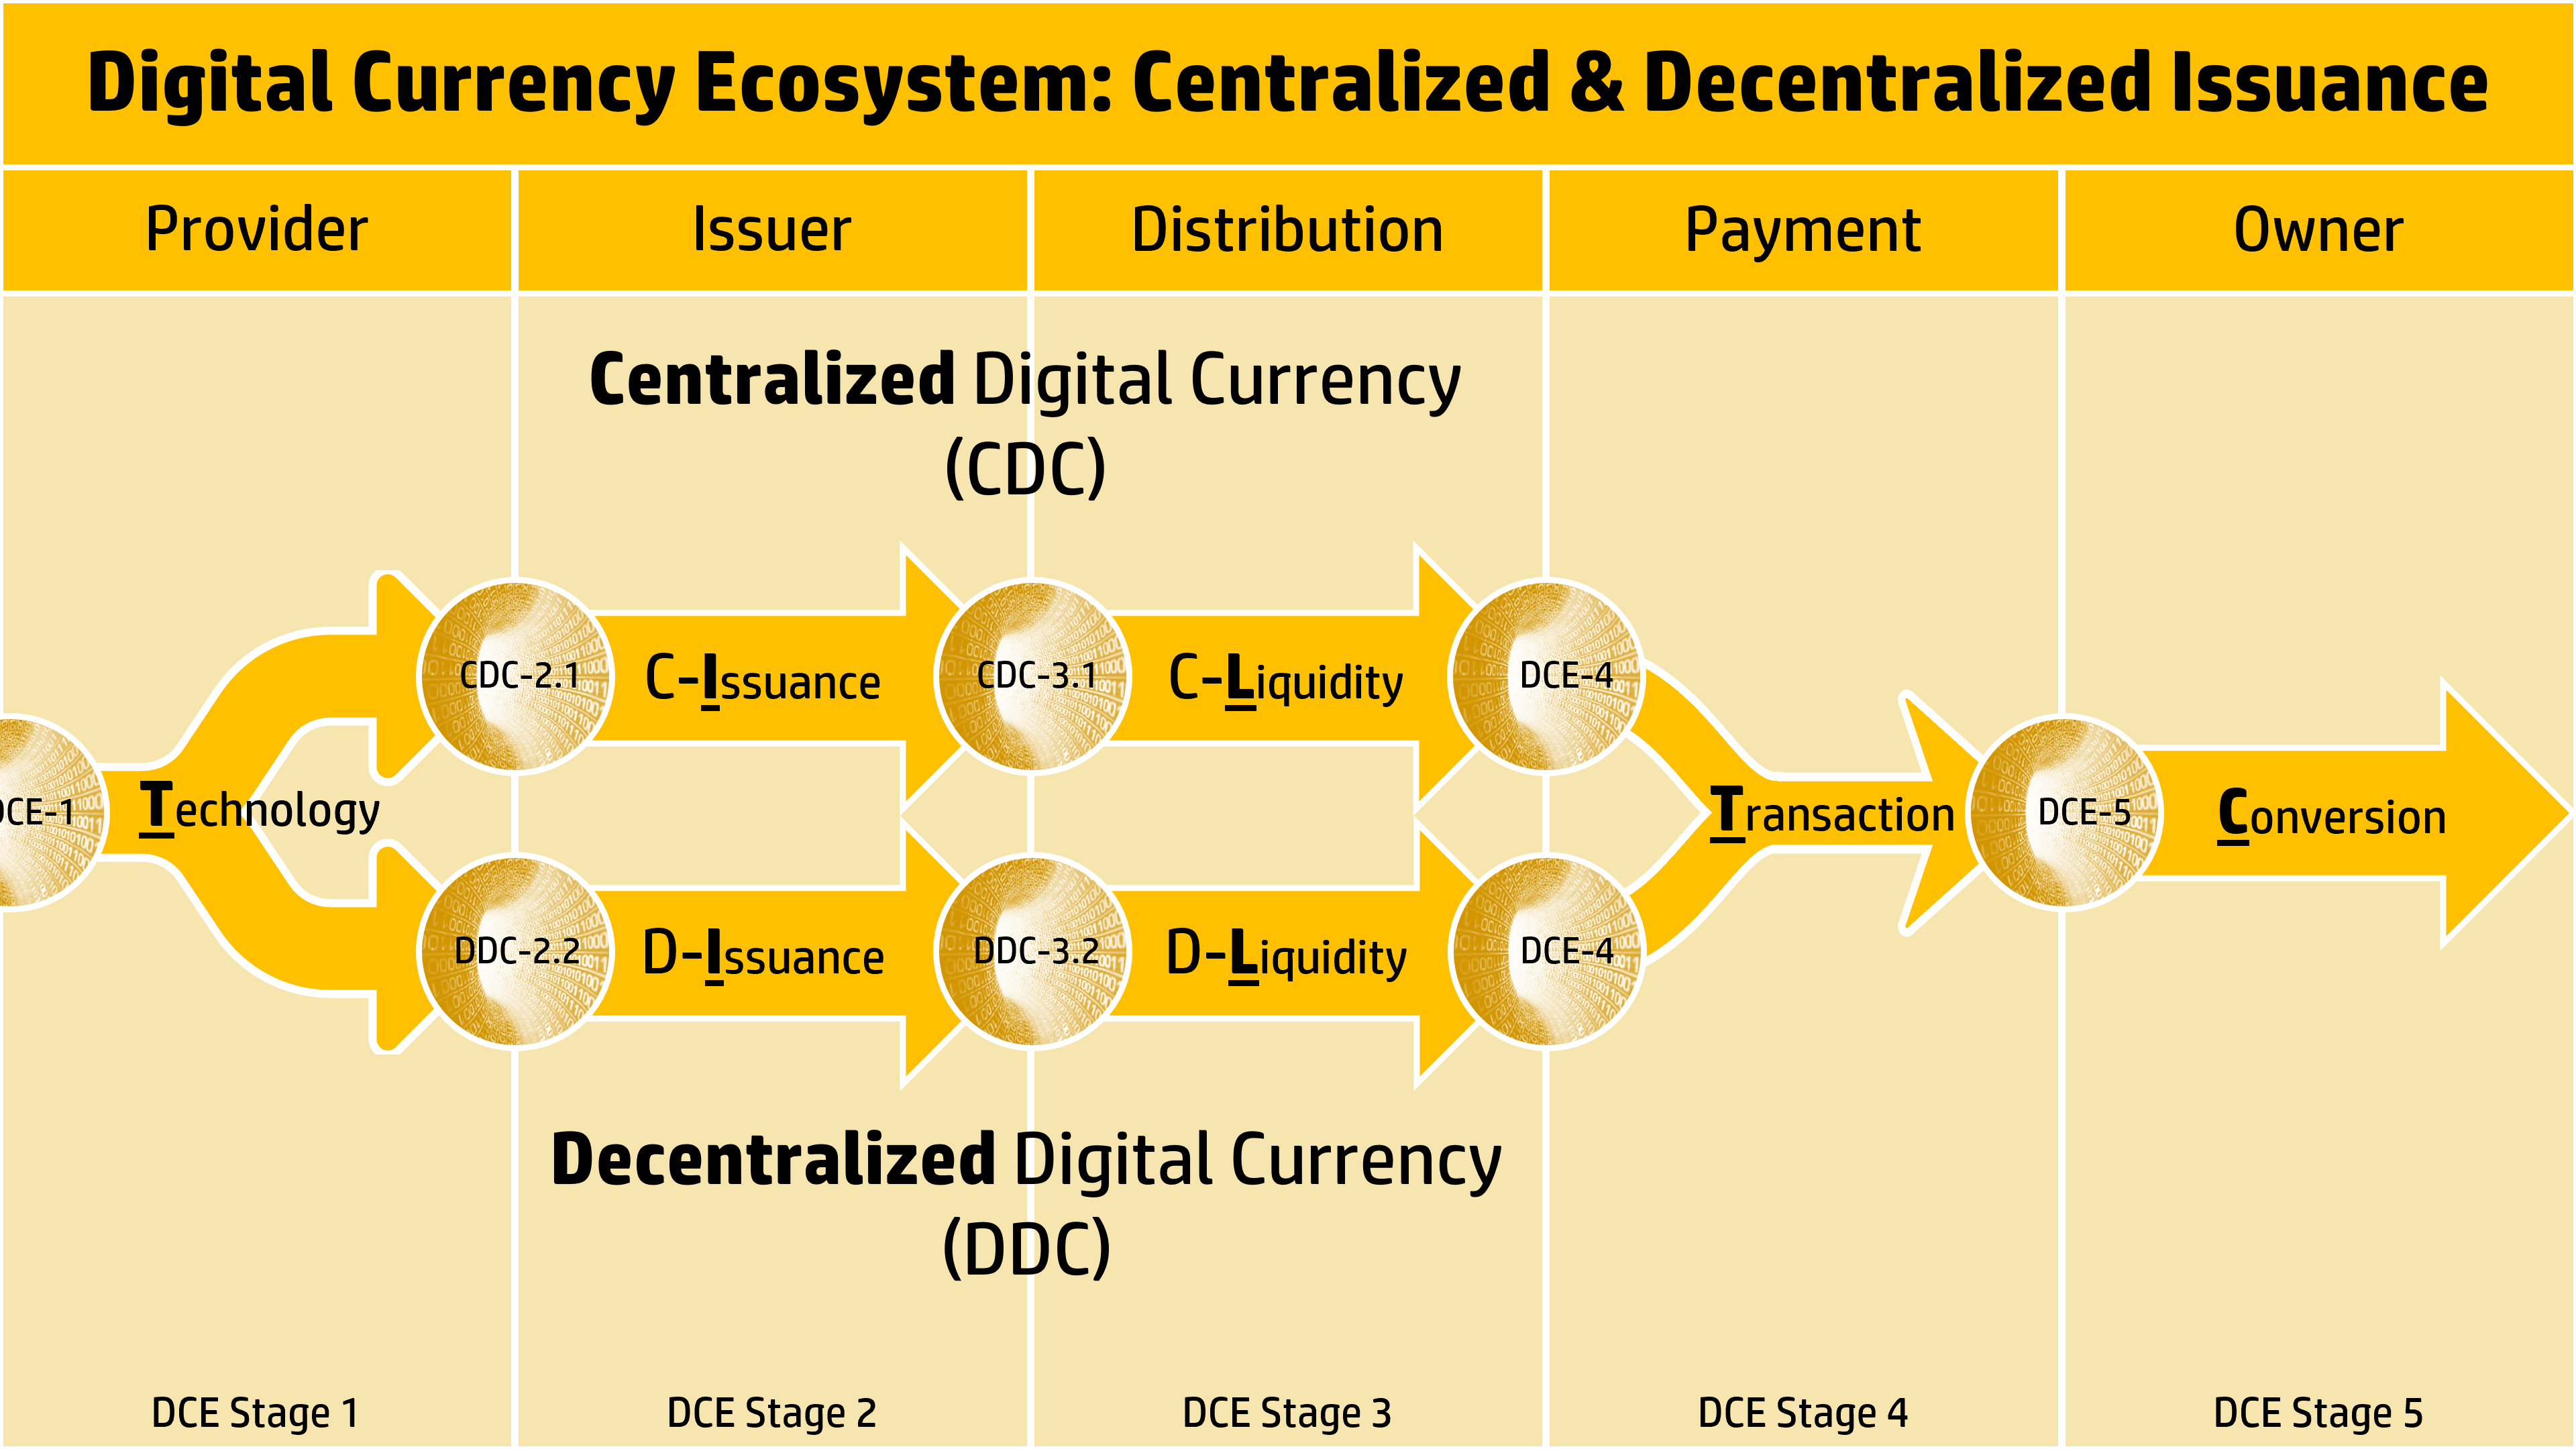 Digital Currency Ecosystem: Centralized & Decentralized Issuance
Provider
Issuer
Distribution
Payment
Owner
Centralized Digital Currency
(CDC)
CDC-2.1
C-Issuance
CDC-3.1
C-Liquidity
DCE-4
DCE-1
Technology
Transaction
DCE-5
Conversion
DDC-2.2
D-Issuance
DDC-3.2
D-Liquidity
DCE-4
Decentralized Digital Currency
(DDC)
DCE Stage 1
DCE Stage 2
DCE Stage 3
DCE Stage 4
DCE Stage 5